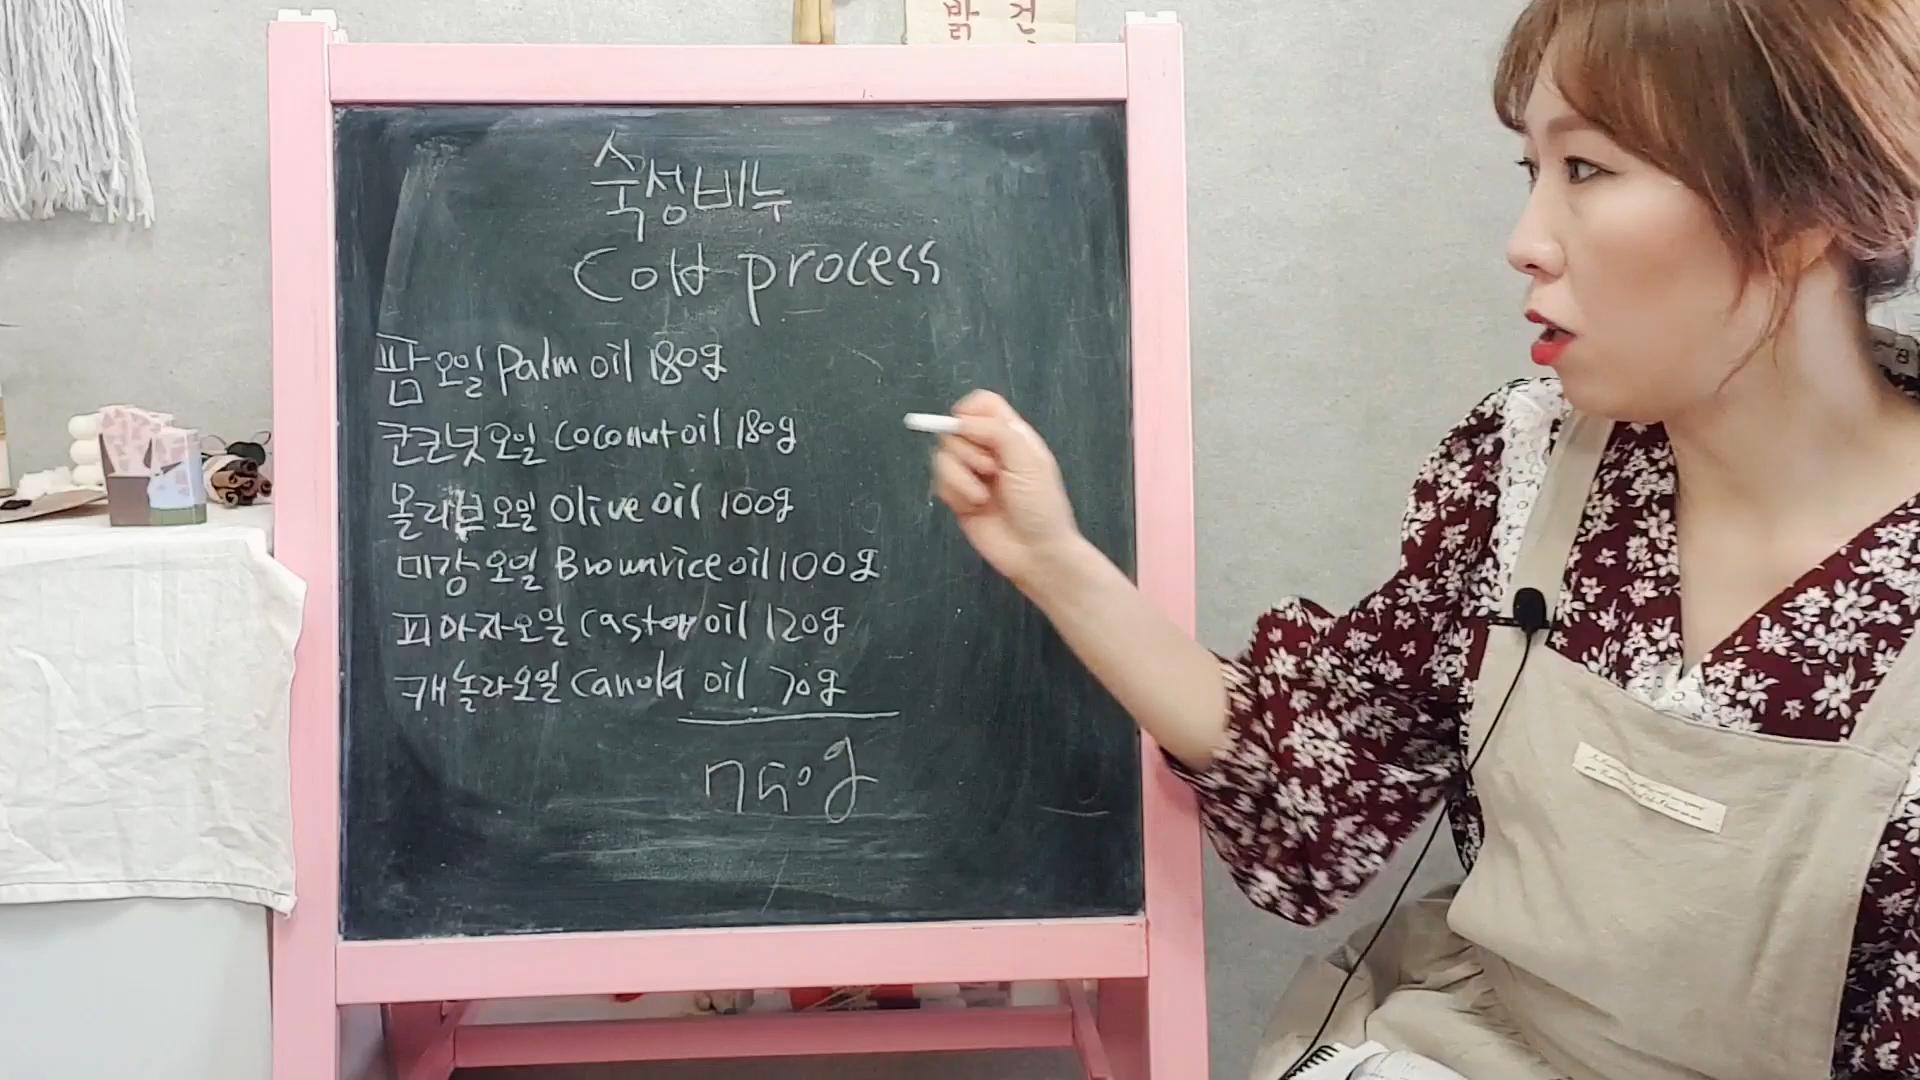 밝 건
숙성비누
Cold process
팜오일 Palm oil 180g
코코넛오일 Coconut oil 180g
올리브오일 Olive oil 100g
미강오일 Brownrice oil 100g
피마자오일 Castor oil 120g
캐놀라오일 Canola oil 70g
750g